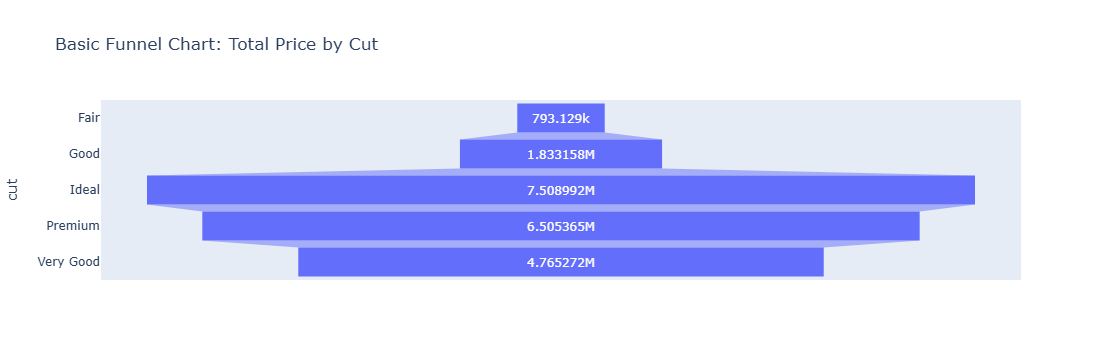 Basic Funnel Chart: Total Price by Cut
cut
Fair 793.129k
Good 1.833158M
Ideal 7.508992M
Premium 6.505365M
Very Good 4.765272M